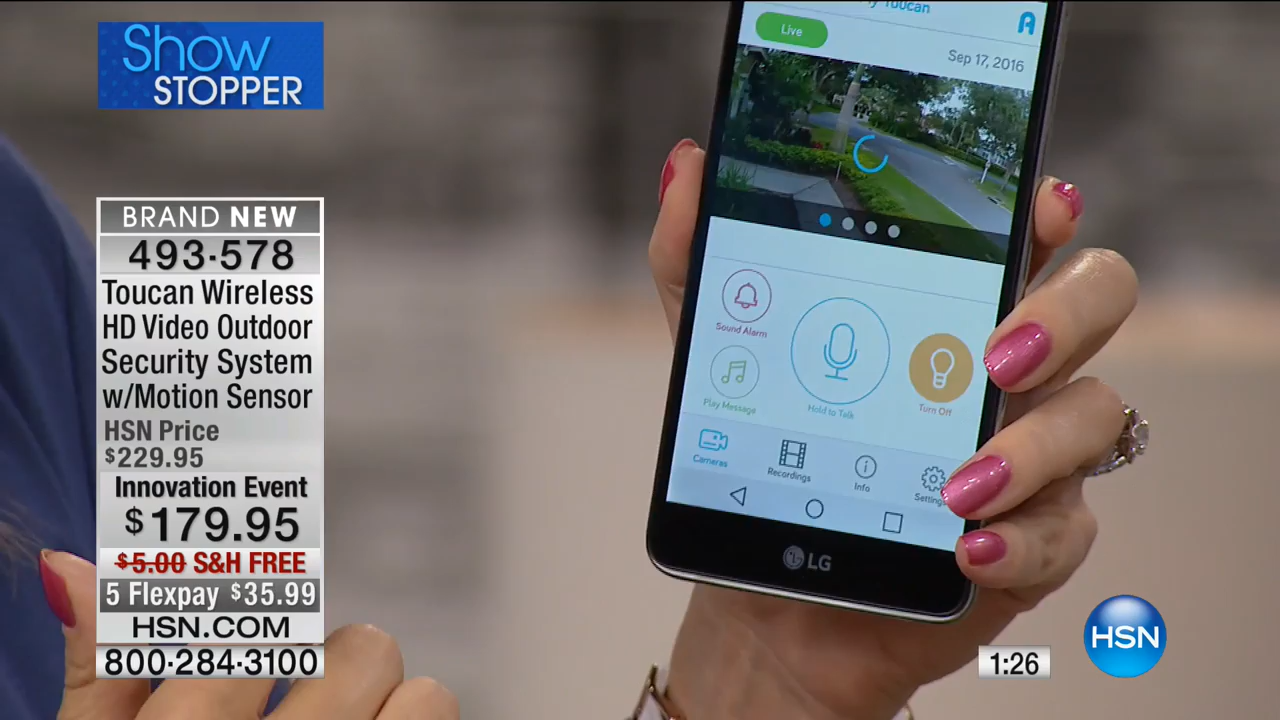 Show
STOPPER
BRAND NEW
493·578
Toucan Wireless
HD Video Outdoor
Security System
w/Motion Sensor
HSN Price
$229.95
Innovation Event
$179.95
$5.00 S&H FREE
5 Flexpay $35.99
HSN.COM
800·284·3100
Toucan
Live
Sep 17, 2016
Sound Alarm
Play Message
Hold to Talk
Turn Off
Cameras
Recordings
Info
LG
1:26
HSN